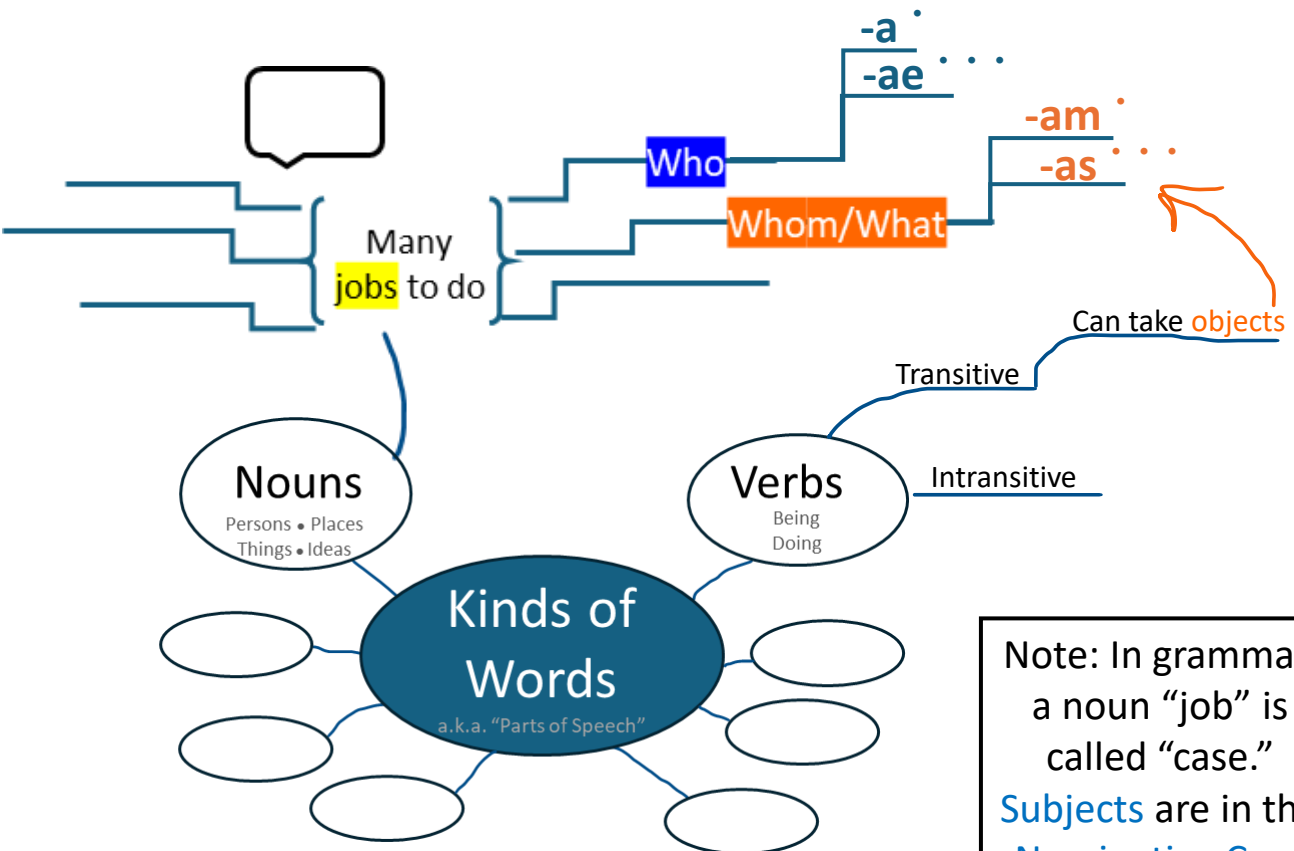 -a
-ae
-am
-as
Who
Whom/What
Many
jobs to do
Can take objects
Transitive
Intransitive
Nouns
Persons • Places
Things • Ideas
Verbs
Being
Doing
Kinds of
Words
a.k.a. “Parts of Speech”
Note: In gramma
a noun “job” is
called “case.”
Subjects are in th